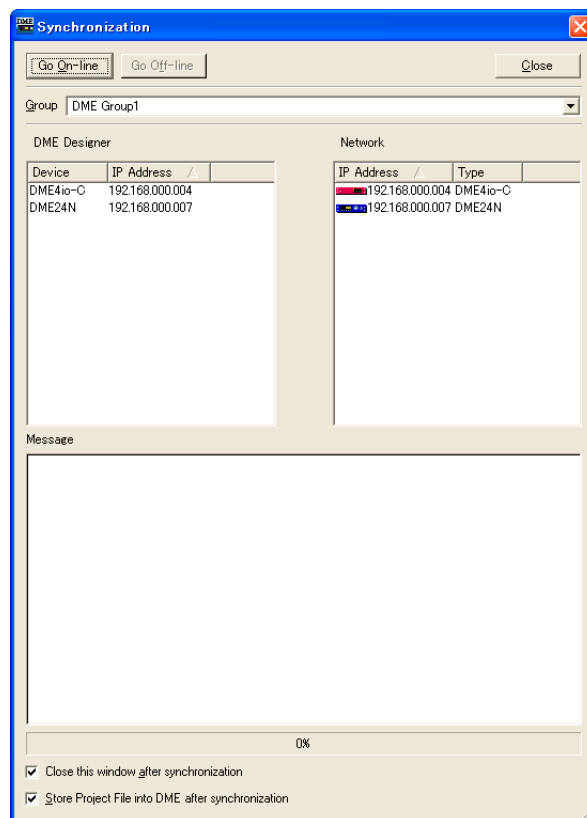 DME Synchronization
Go On-line Go Off-line Close
Group DME Group1
DME Designer Network
Device IP Address IP Address Type
DME4io-C 192.168.000.004 192.168.000.004 DME4io-C
DME24N 192.168.000.007 192.168.000.007 DME24N
Message
0%
Close this window after synchronization
Store Project File into DME after synchronization